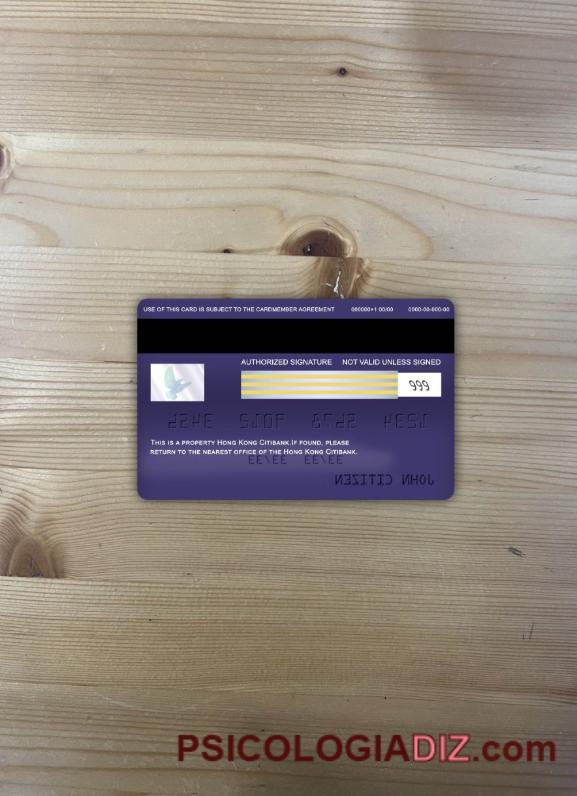 USE OF THIS CARD IS SUBJECT TO THE CARDMEMBER AGREEMENT 000000+1 00/00 0000-00-000-00
AUTHORIZED SIGNATURE NOT VALID UNLESS SIGNED
999
THIS IS A PROPERTY HONG KONG CITIBANK.IF FOUND, PLEASE
RETURN TO THE NEAREST OFFICE OF THE HONG KONG CITIBANK.
JOHN CITIZEN
PSICOLOGIADIZ.com